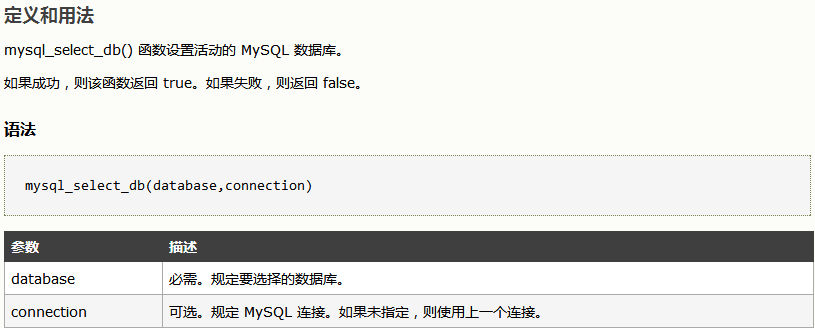 定义和用法
mysql_select_db() 函数设置活动的 MySQL 数据库。
如果成功，则该函数返回 true。如果失败，则返回 false。
语法
mysql_select_db(database,connection)
参数 描述
database 必需。规定要选择的数据库。
connection 可选。规定 MySQL 连接。如果未指定，则使用上一个连接。